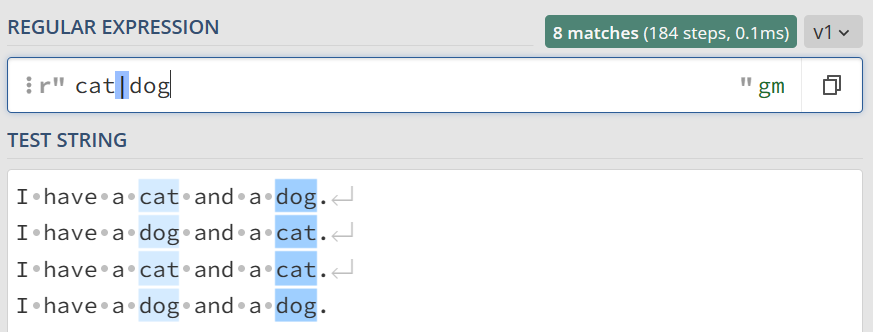 REGULAR EXPRESSION
8 matches (184 steps, 0.1ms)
v1
r" cat|dog " gm
TEST STRING
I have a cat and a dog.
I have a dog and a cat.
I have a cat and a cat.
I have a dog and a dog.